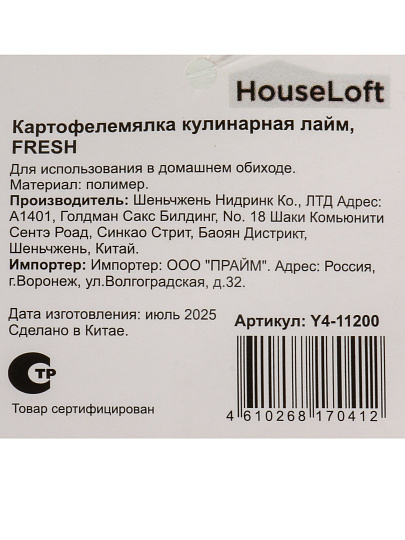 HouseLoft
Картофелемялка кулинарная лайм,
FRESH
Для использования в домашнем обиходе.
Материал: полимер.
Производитель: Шеньчжень Нидринк Ко., ЛТД Адрес:
А1401, Голдман Сакс Билдинг, No. 18 Шаки Комьюнити
Сентэ Роад, Синкао Стрит, Баоян Дистрикт,
Шеньчжень, Китай.
Импортер: Импортер: ООО "ПРАЙМ". Адрес: Россия,
г.Воронеж, ул.Волгоградская, д.32.
Дата изготовления: июль 2025
Сделано в Китае.
Артикул: Y4-11200
СТР
Товар сертифицирован
4 610268 170412